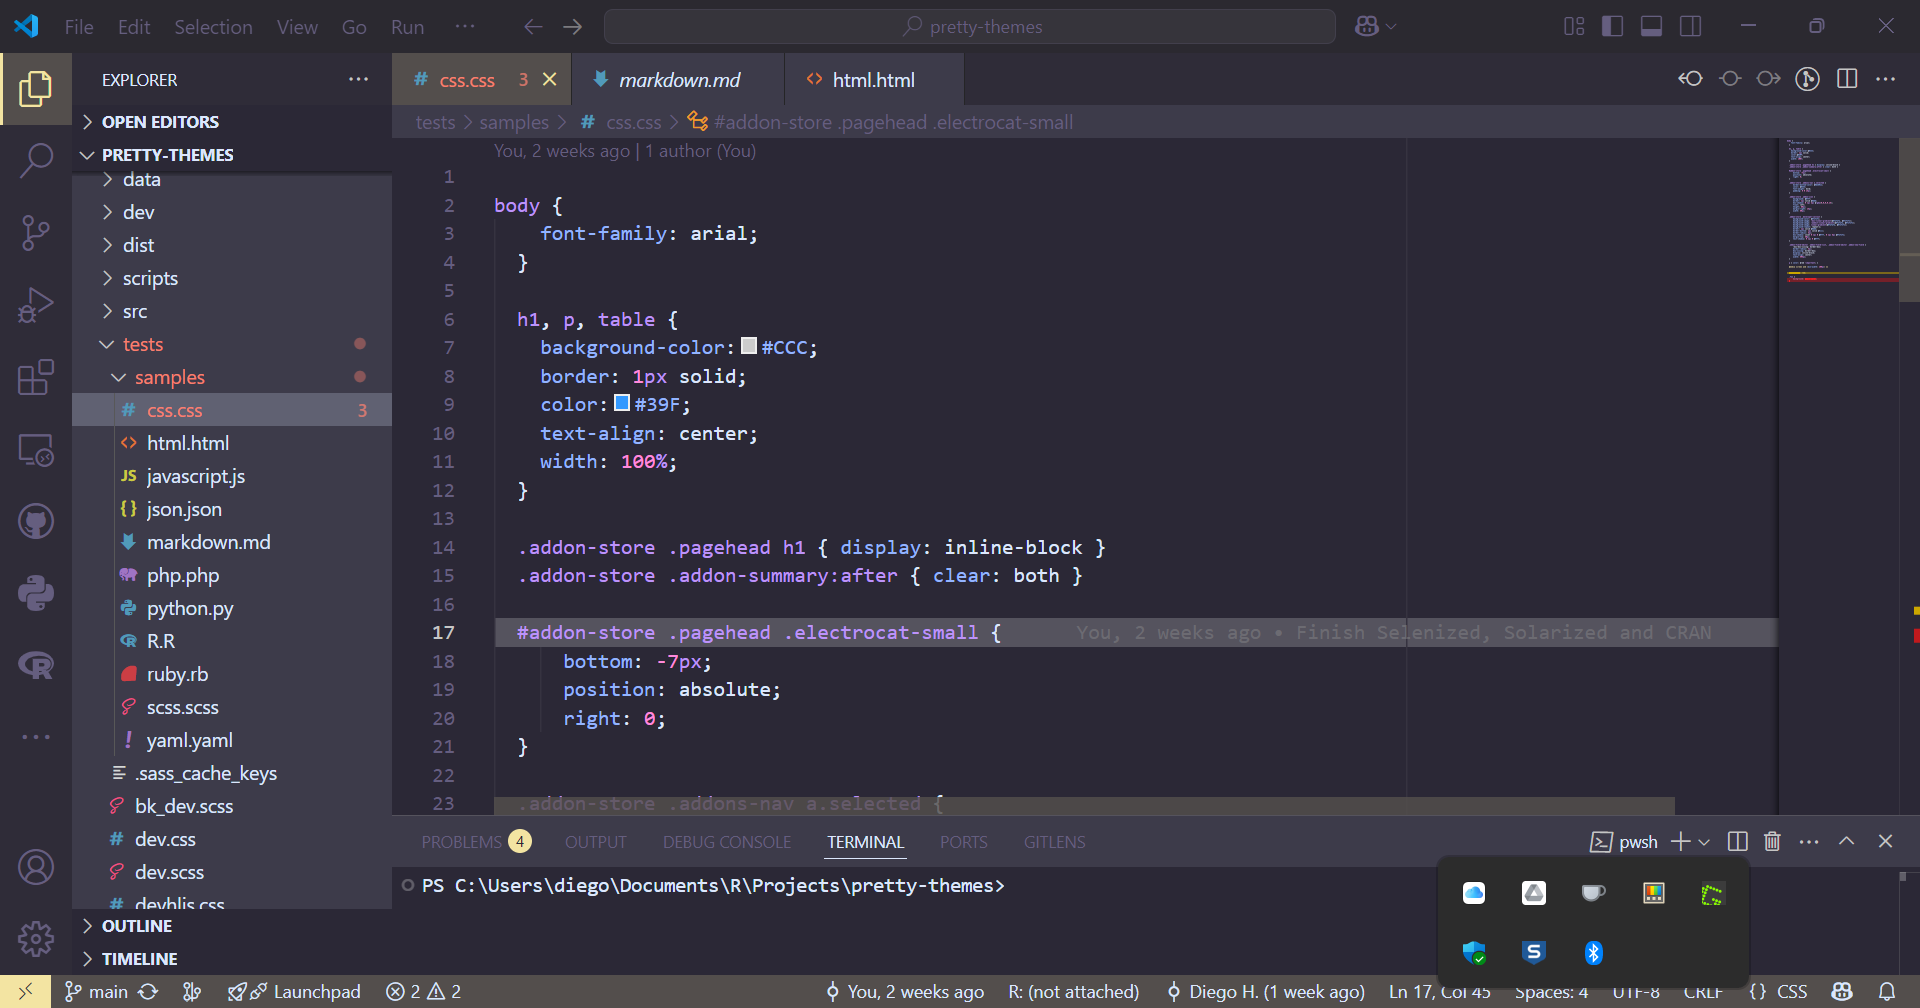 File Edit Selection View Go Run ··· pretty-themes
EXPLORER ···
OPEN EDITORS
PRETTY-THEMES
data
dev
dist
scripts
src
tests
samples
# css.css 3
<> html.html
JS javascript.js
{} json.json
markdown.md
php.php
python.py
R.R
ruby.rb
scss.scss
! yaml.yaml
.sass_cache_keys
bk_dev.scss
# dev.css
dev.scss
# devhljs.css
OUTLINE
TIMELINE
# css.css 3
markdown.md
<> html.html
tests > samples > # css.css > #addon-store .pagehead .electrocat-small
You, 2 weeks ago | 1 author (You)
1
2 body {
3 font-family: arial;
4 }
5
6 h1, p, table {
7 background-color: #CCC;
8 border: 1px solid;
9 color: #39F;
10 text-align: center;
11 width: 100%;
12 }
13
14 .addon-store .pagehead h1 { display: inline-block }
15 .addon-store .addon-summary:after { clear: both }
16
17 #addon-store .pagehead .electrocat-small { You, 2 weeks ago • Finish Selenized, Solarized and CRAN
18 bottom: -7px;
19 position: absolute;
20 right: 0;
21 }
22
23 .addon-store .addons-nav a.selected {
PROBLEMS 4 OUTPUT DEBUG CONSOLE TERMINAL PORTS GITLENS
pwsh
PS C:\Users\diego\Documents\R\Projects\pretty-themes>
S
main Launchpad 2 2 You, 2 weeks ago R: (not attached) Diego H. (1 week ago) Ln 17, Col 45 Spaces: 4 UTF-8 CRLF {} CSS